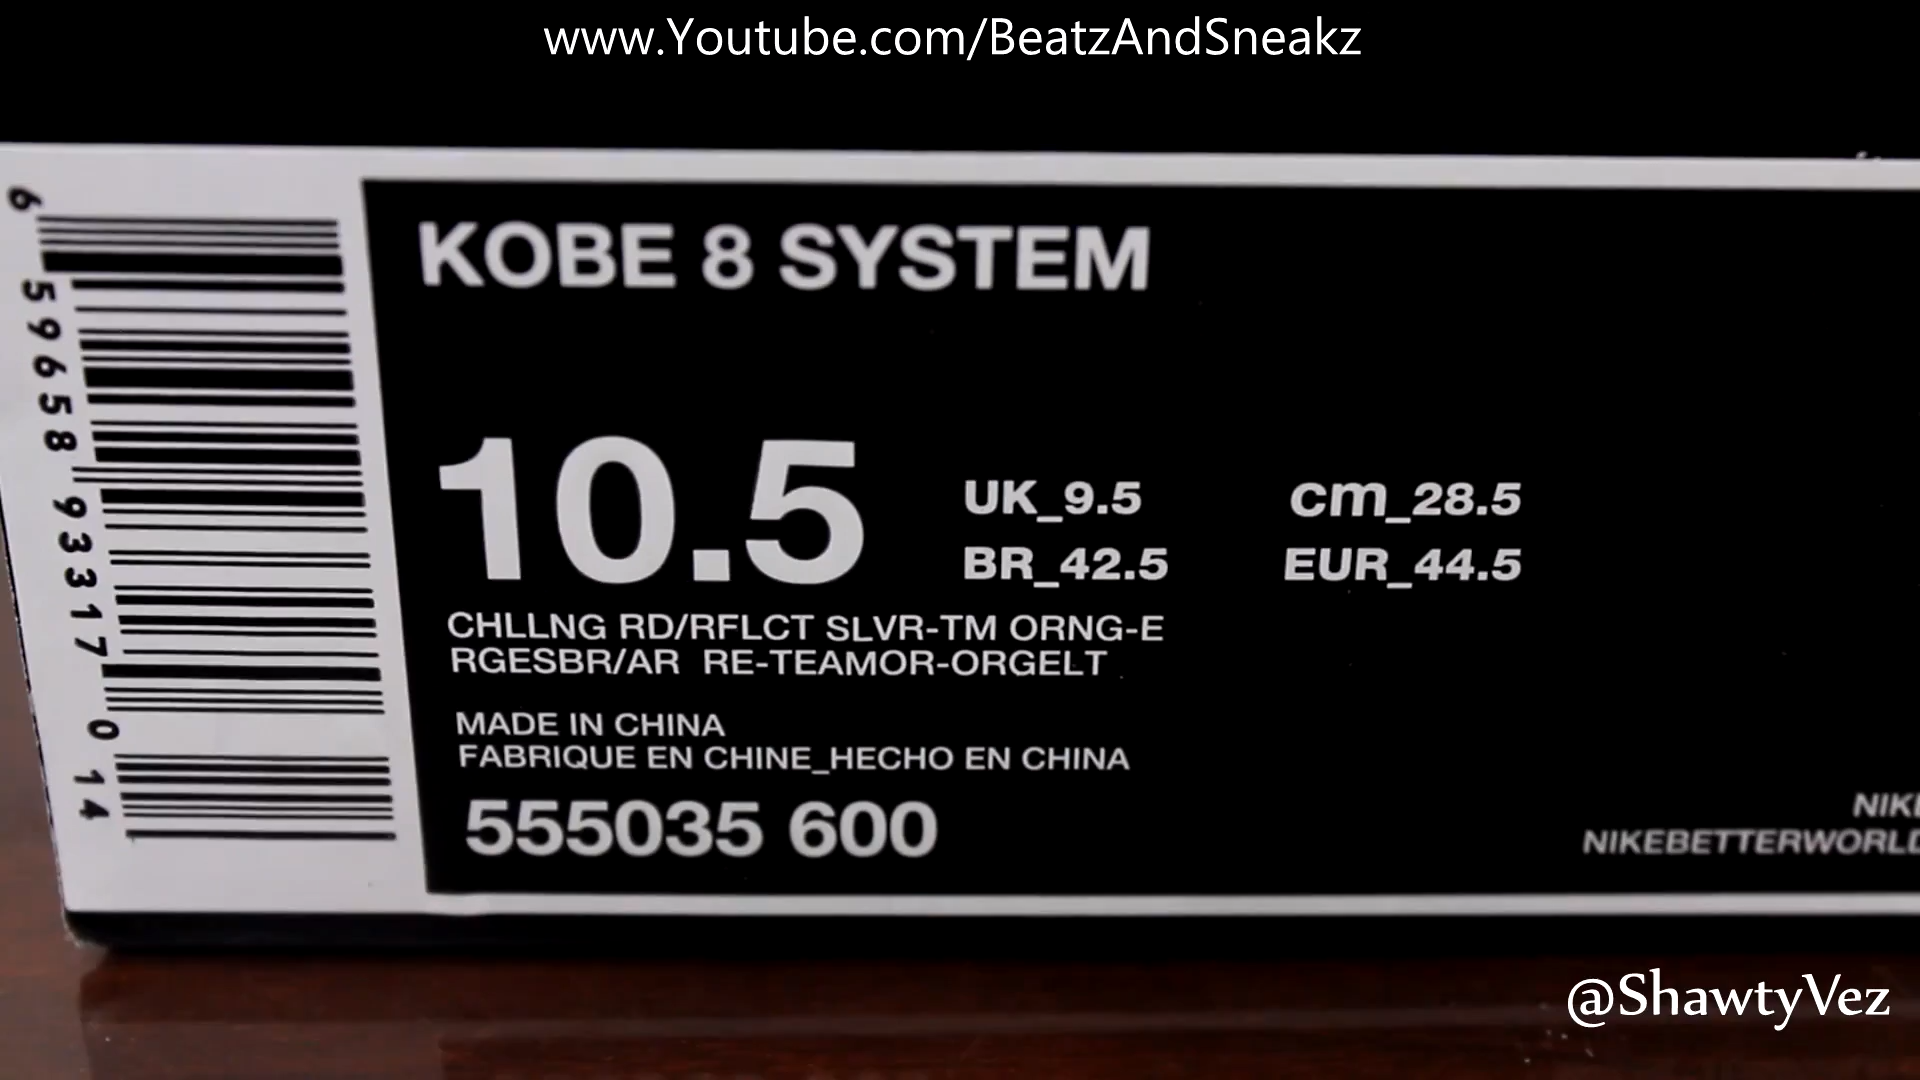 www.Youtube.com/BeatzAndSneakz
KOBE 8 SYSTEM
10.5
UK_9.5 cm_28.5
BR_42.5 EUR_44.5
CHLLNG RD/RFLCT SLVR-TM ORNG-E
RGESBR/AR RE-TEAMOR-ORGELT
MADE IN CHINA
FABRIQUE EN CHINE_HECHO EN CHINA
555035 600
NIKE
NIKEBETTERWORLD
6 59658 93317 0 14
@ShawtyVez